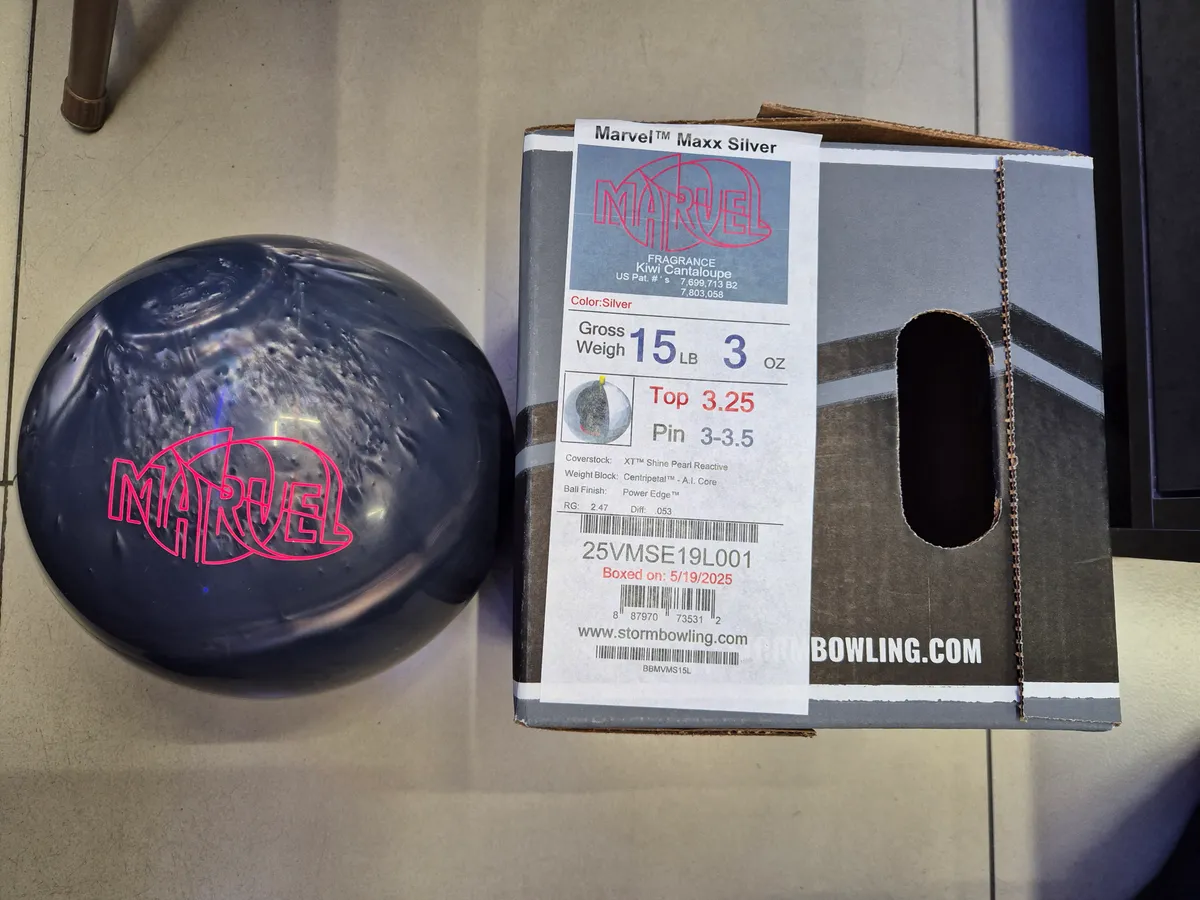 MARVEL
Marvel™ Maxx Silver
MARVEL
FRAGRANCE
Kiwi Cantaloupe
US Pat. # ' s 7,699,713 B2
7,803,058
Color:Silver
Gross
Weigh 15 LB 3 OZ
Top 3.25
Pin 3-3.5
Coverstock: XT™ Shine Pearl Reactive
Weight Block: Centripetal™ - A.I. Core
Ball Finish: Power Edge™
RG: 2.47 Diff: .053
25VMSE19L001
Boxed on: 5/19/2025
8 87970 73531 2
www.stormbowling.com
BBMVMS15L
STORMBOWLING.COM